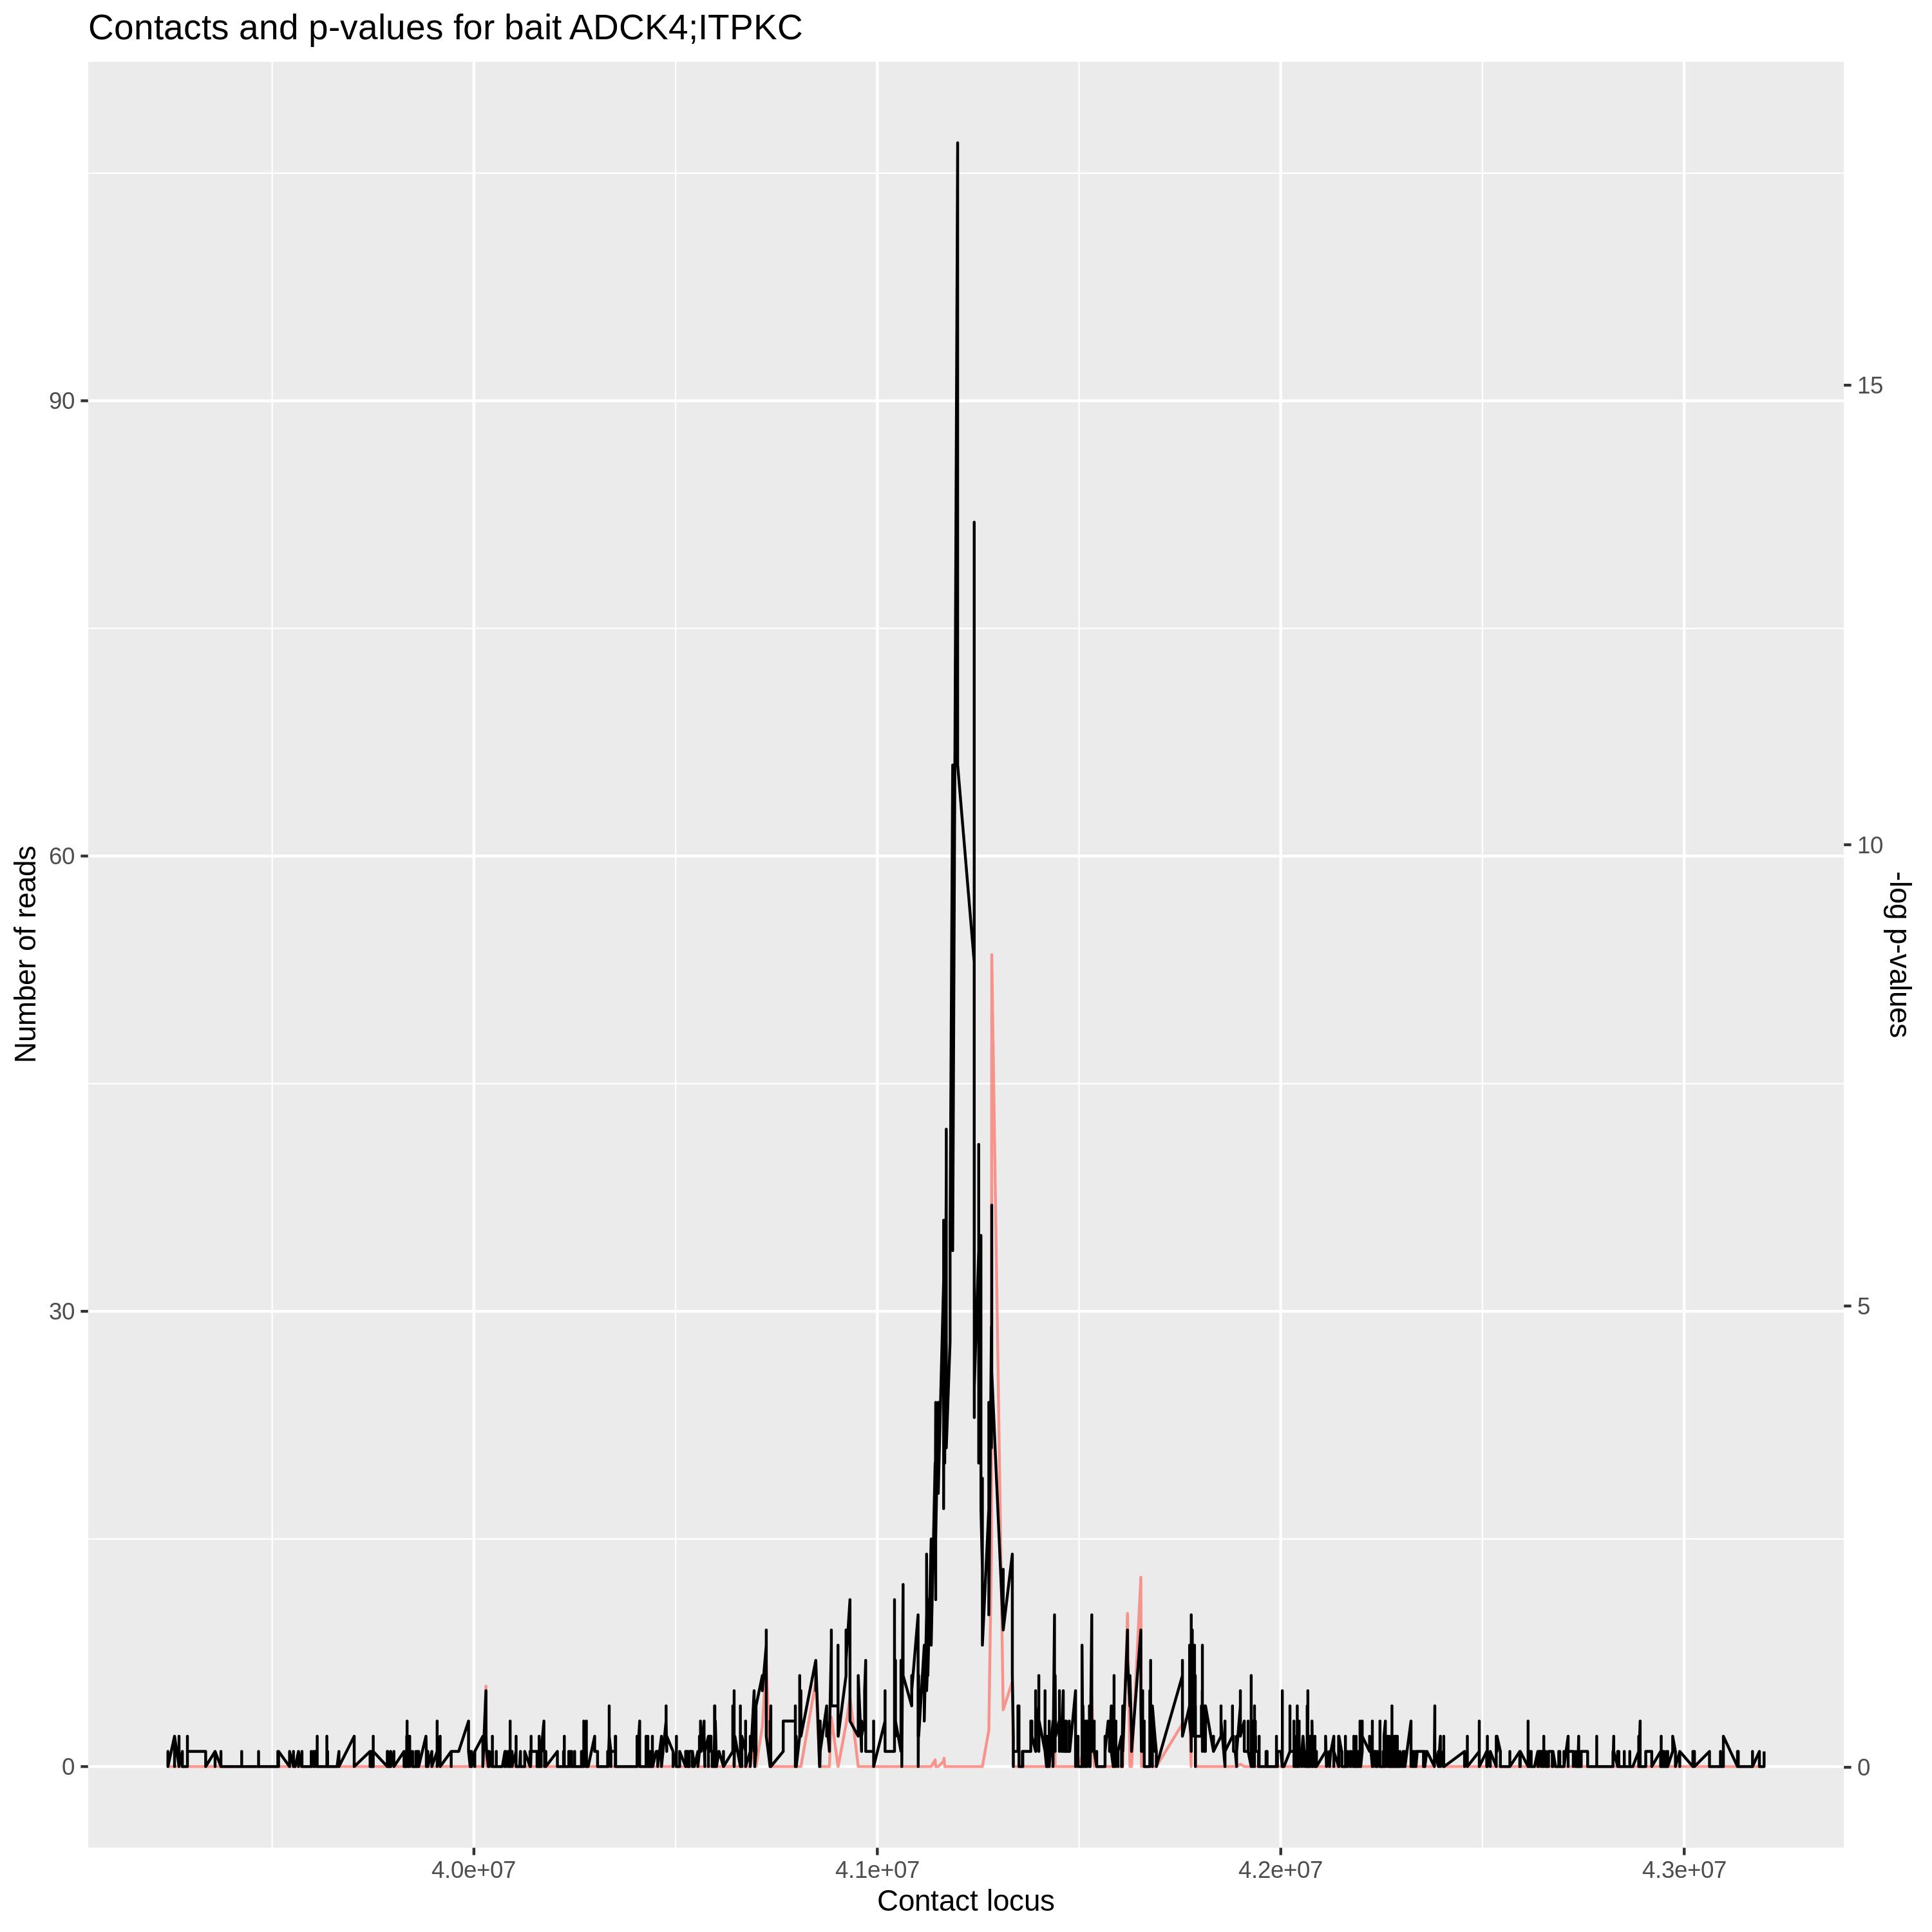 Contacts and p-values for bait ADCK4;ITPKC
90
60
30
0
Number of reads
15
10
5
0
-log p-values
4.0e+07
4.1e+07
4.2e+07
4.3e+07
Contact locus